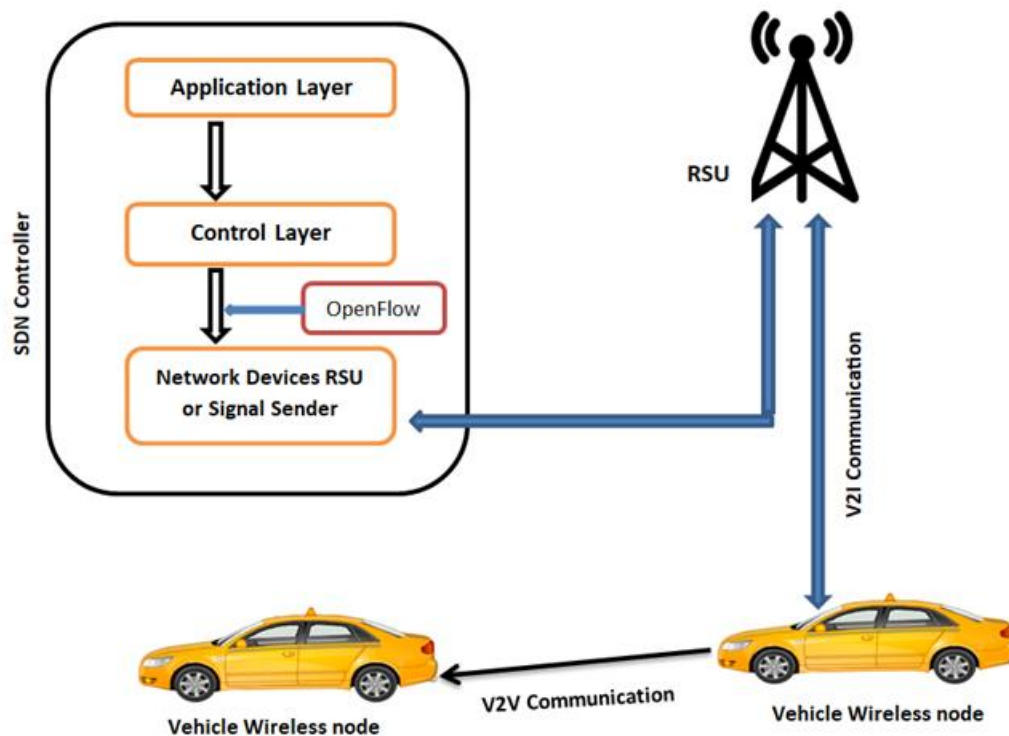 Application Layer
Control Layer
OpenFlow
Network Devices RSU
or Signal Sender
SDN Controller
RSU
V2I Communication
V2V Communication
Vehicle Wireless node
Vehicle Wireless node